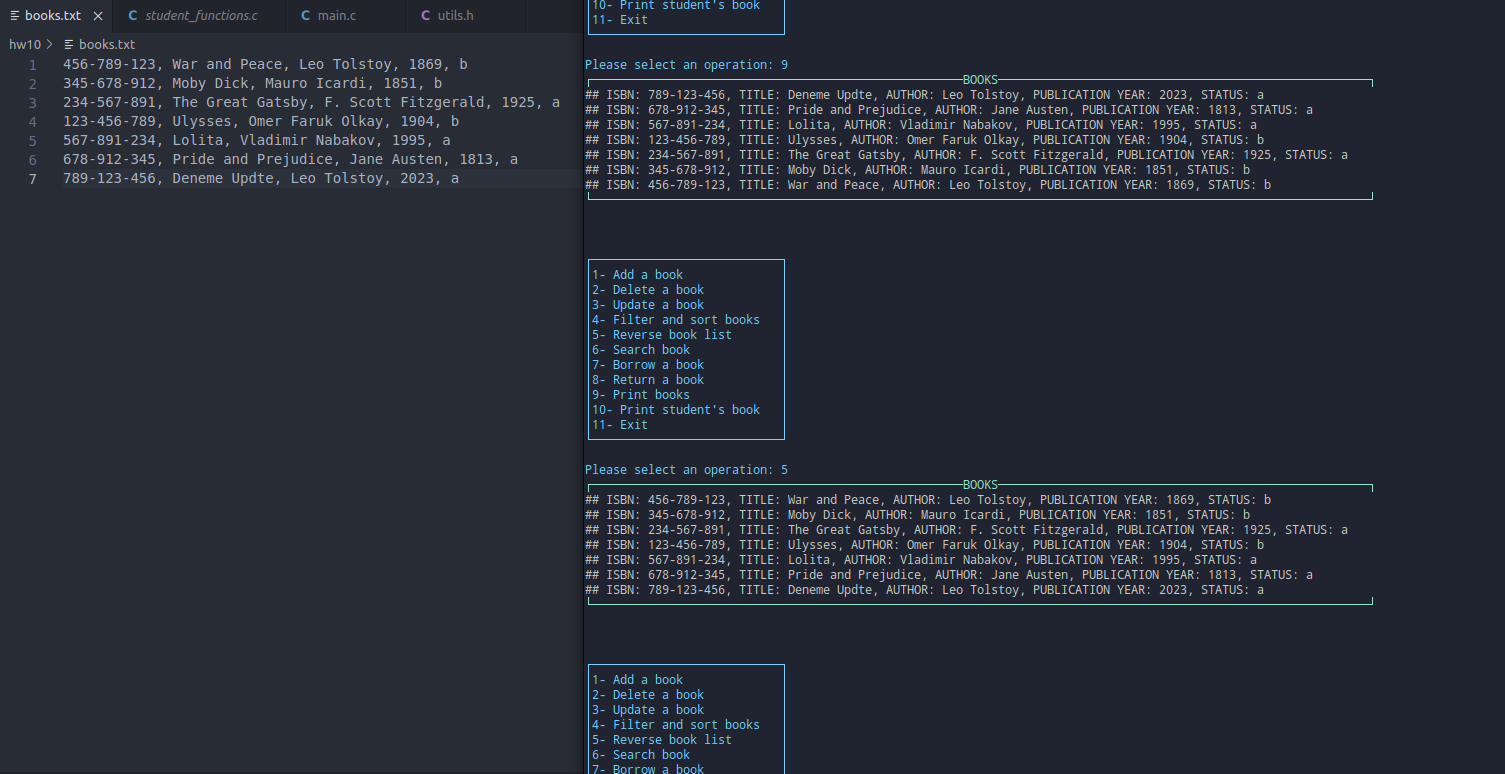 books.txt
student_functions.c
main.c
utils.h
hw10 > books.txt
1 456-789-123, War and Peace, Leo Tolstoy, 1869, b
2 345-678-912, Moby Dick, Mauro Icardi, 1851, b
3 234-567-891, The Great Gatsby, F. Scott Fitzgerald, 1925, a
4 123-456-789, Ulysses, Omer Faruk Olkay, 1904, b
5 567-891-234, Lolita, Vladimir Nabakov, 1995, a
6 678-912-345, Pride and Prejudice, Jane Austen, 1813, a
7 789-123-456, Deneme Updte, Leo Tolstoy, 2023, a
10- Print student's book
11- Exit
Please select an operation: 9
BOOKS
## ISBN: 789-123-456, TITLE: Deneme Updte, AUTHOR: Leo Tolstoy, PUBLICATION YEAR: 2023, STATUS: a
## ISBN: 678-912-345, TITLE: Pride and Prejudice, AUTHOR: Jane Austen, PUBLICATION YEAR: 1813, STATUS: a
## ISBN: 567-891-234, TITLE: Lolita, AUTHOR: Vladimir Nabakov, PUBLICATION YEAR: 1995, STATUS: a
## ISBN: 123-456-789, TITLE: Ulysses, AUTHOR: Omer Faruk Olkay, PUBLICATION YEAR: 1904, STATUS: b
## ISBN: 234-567-891, TITLE: The Great Gatsby, AUTHOR: F. Scott Fitzgerald, PUBLICATION YEAR: 1925, STATUS: a
## ISBN: 345-678-912, TITLE: Moby Dick, AUTHOR: Mauro Icardi, PUBLICATION YEAR: 1851, STATUS: b
## ISBN: 456-789-123, TITLE: War and Peace, AUTHOR: Leo Tolstoy, PUBLICATION YEAR: 1869, STATUS: b
1- Add a book
2- Delete a book
3- Update a book
4- Filter and sort books
5- Reverse book list
6- Search book
7- Borrow a book
8- Return a book
9- Print books
10- Print student's book
11- Exit
Please select an operation: 5
BOOKS
## ISBN: 456-789-123, TITLE: War and Peace, AUTHOR: Leo Tolstoy, PUBLICATION YEAR: 1869, STATUS: b
## ISBN: 345-678-912, TITLE: Moby Dick, AUTHOR: Mauro Icardi, PUBLICATION YEAR: 1851, STATUS: b
## ISBN: 234-567-891, TITLE: The Great Gatsby, AUTHOR: F. Scott Fitzgerald, PUBLICATION YEAR: 1925, STATUS: a
## ISBN: 123-456-789, TITLE: Ulysses, AUTHOR: Omer Faruk Olkay, PUBLICATION YEAR: 1904, STATUS: b
## ISBN: 567-891-234, TITLE: Lolita, AUTHOR: Vladimir Nabakov, PUBLICATION YEAR: 1995, STATUS: a
## ISBN: 678-912-345, TITLE: Pride and Prejudice, AUTHOR: Jane Austen, PUBLICATION YEAR: 1813, STATUS: a
## ISBN: 789-123-456, TITLE: Deneme Updte, AUTHOR: Leo Tolstoy, PUBLICATION YEAR: 2023, STATUS: a
1- Add a book
2- Delete a book
3- Update a book
4- Filter and sort books
5- Reverse book list
6- Search book
7- Borrow a book